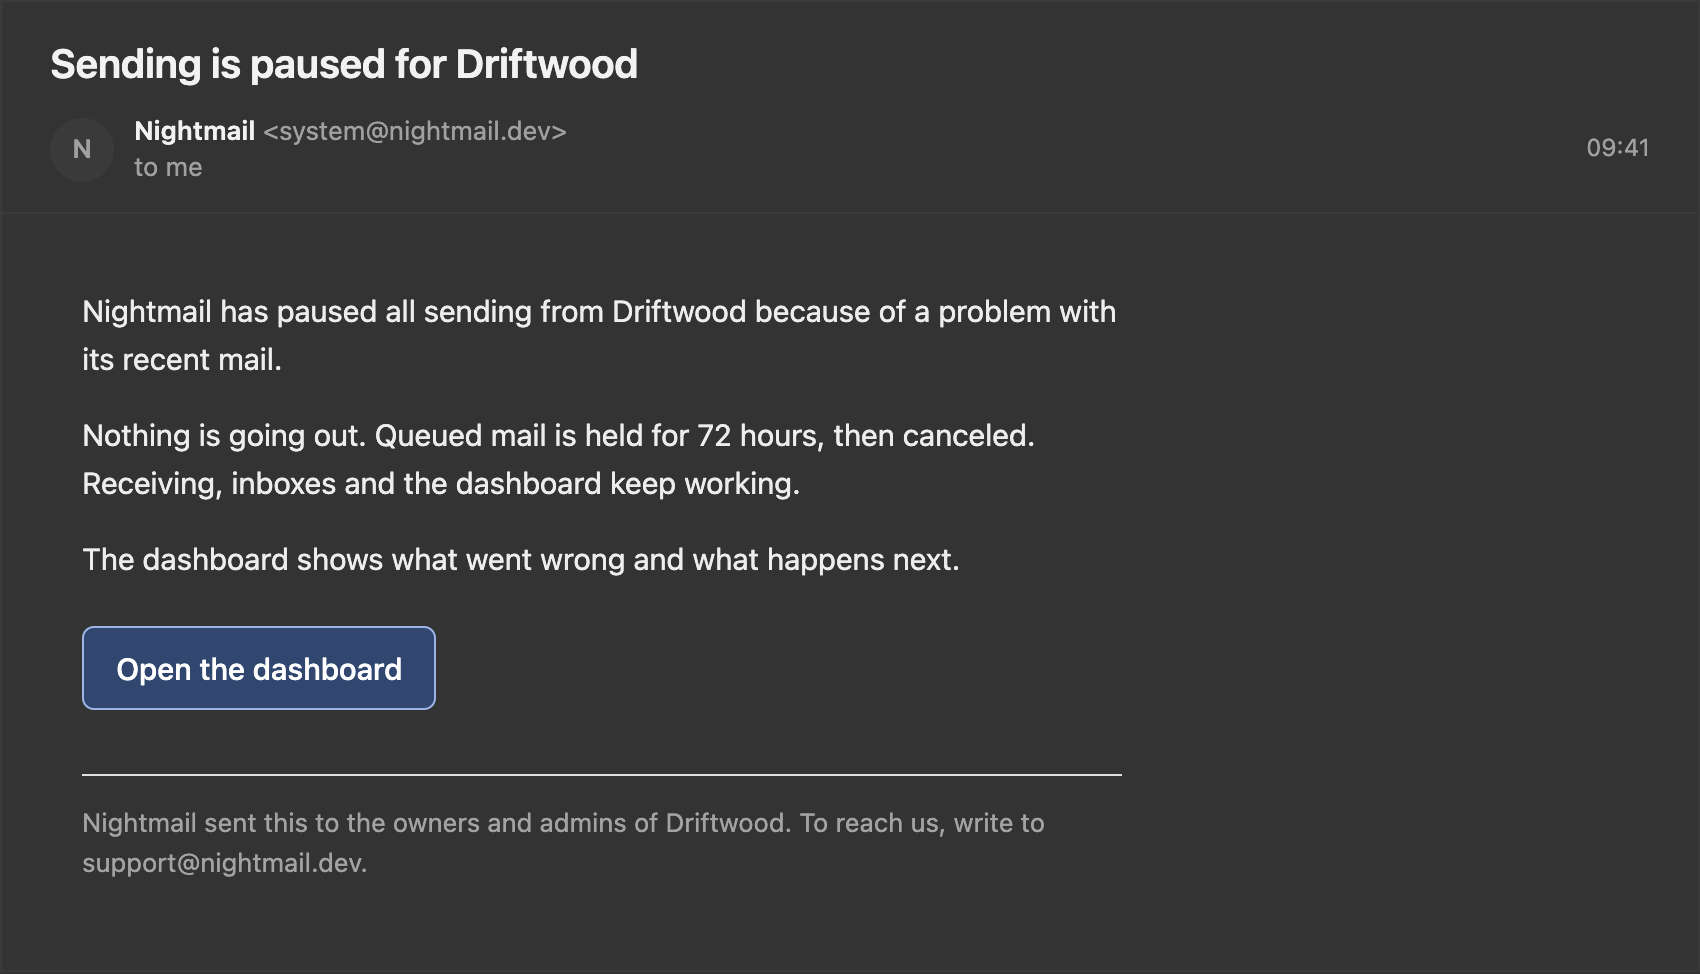 Sending is paused for Driftwood
N
Nightmail <system@nightmail.dev>
to me
09:41
Nightmail has paused all sending from Driftwood because of a problem with
its recent mail.
Nothing is going out. Queued mail is held for 72 hours, then canceled.
Receiving, inboxes and the dashboard keep working.
The dashboard shows what went wrong and what happens next.
Open the dashboard
Nightmail sent this to the owners and admins of Driftwood. To reach us, write to
support@nightmail.dev.